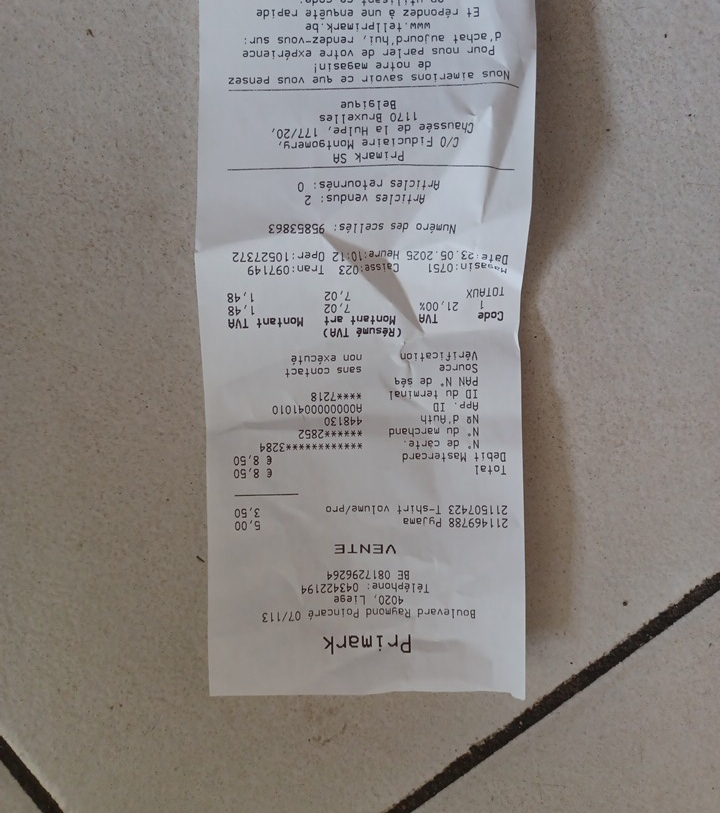 Primark
Boulevard Raymond Poincaré 07/113
4020, Liege
Téléphone: 043422194
BE 0817296264
VENTE
211469788 Pyjama 5,00
211507423 T-shirt volume/pro 3,50
Total € 8,50
Debit Mastercard € 8,50
N° de carte. ************3284
N° du marchand ******2852
Nº d'Auth 448130
App. ID A0000000041010
ID du terminal ****7218
PAN N° de séq
Source sans contact
Vérification non exécuté
(Résumé TVA)
Code TVA Montant art Montant TVA
1 21,00% 7,02 1,48
TOTAUX 7,02 1,48
Magasin:0751 Caisse:023 Tran:097149
Date:23.05.2025 Heure:10:12 Oper:10527372
Numéro des scellés: 95853863
Articles vendus: 2
Articles retournés: 0
Primark SA
C/O Fiduciaire Montgomery,
Chaussée de la Hulpe, 177/20,
1170 Bruxelles
Belgique
Nous aimerions savoir ce que vous pensez
de notre magasin!
Pour nous parler de votre expérience
d'achat aujourd'hui, rendez-vous sur:
www.tellprimark.be
Et répondez à une enquête rapide
en utilisant ce code: